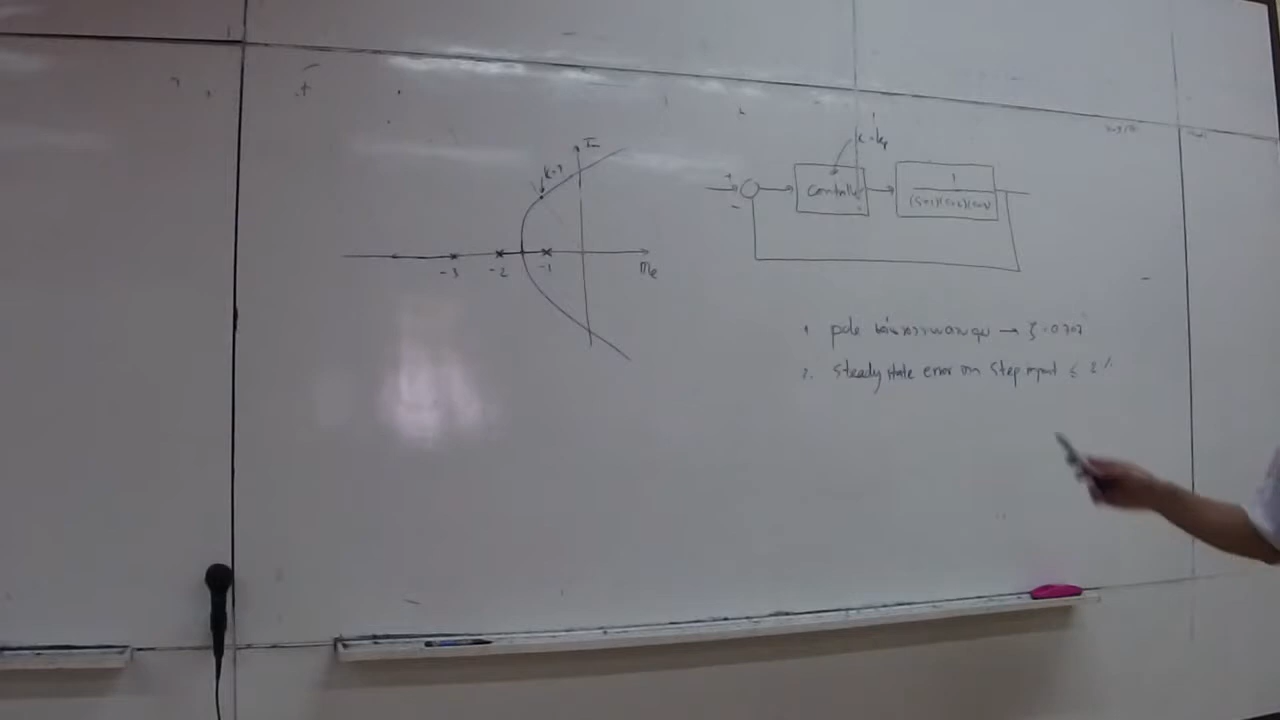 Im
K=?
-3
-2
-1
Re
K=Kp
+
-
Controller
1
(s+1)(s+2)(s+3)
1. pole → ζ=0.707
2. Steady state error on step input ≤ 2%